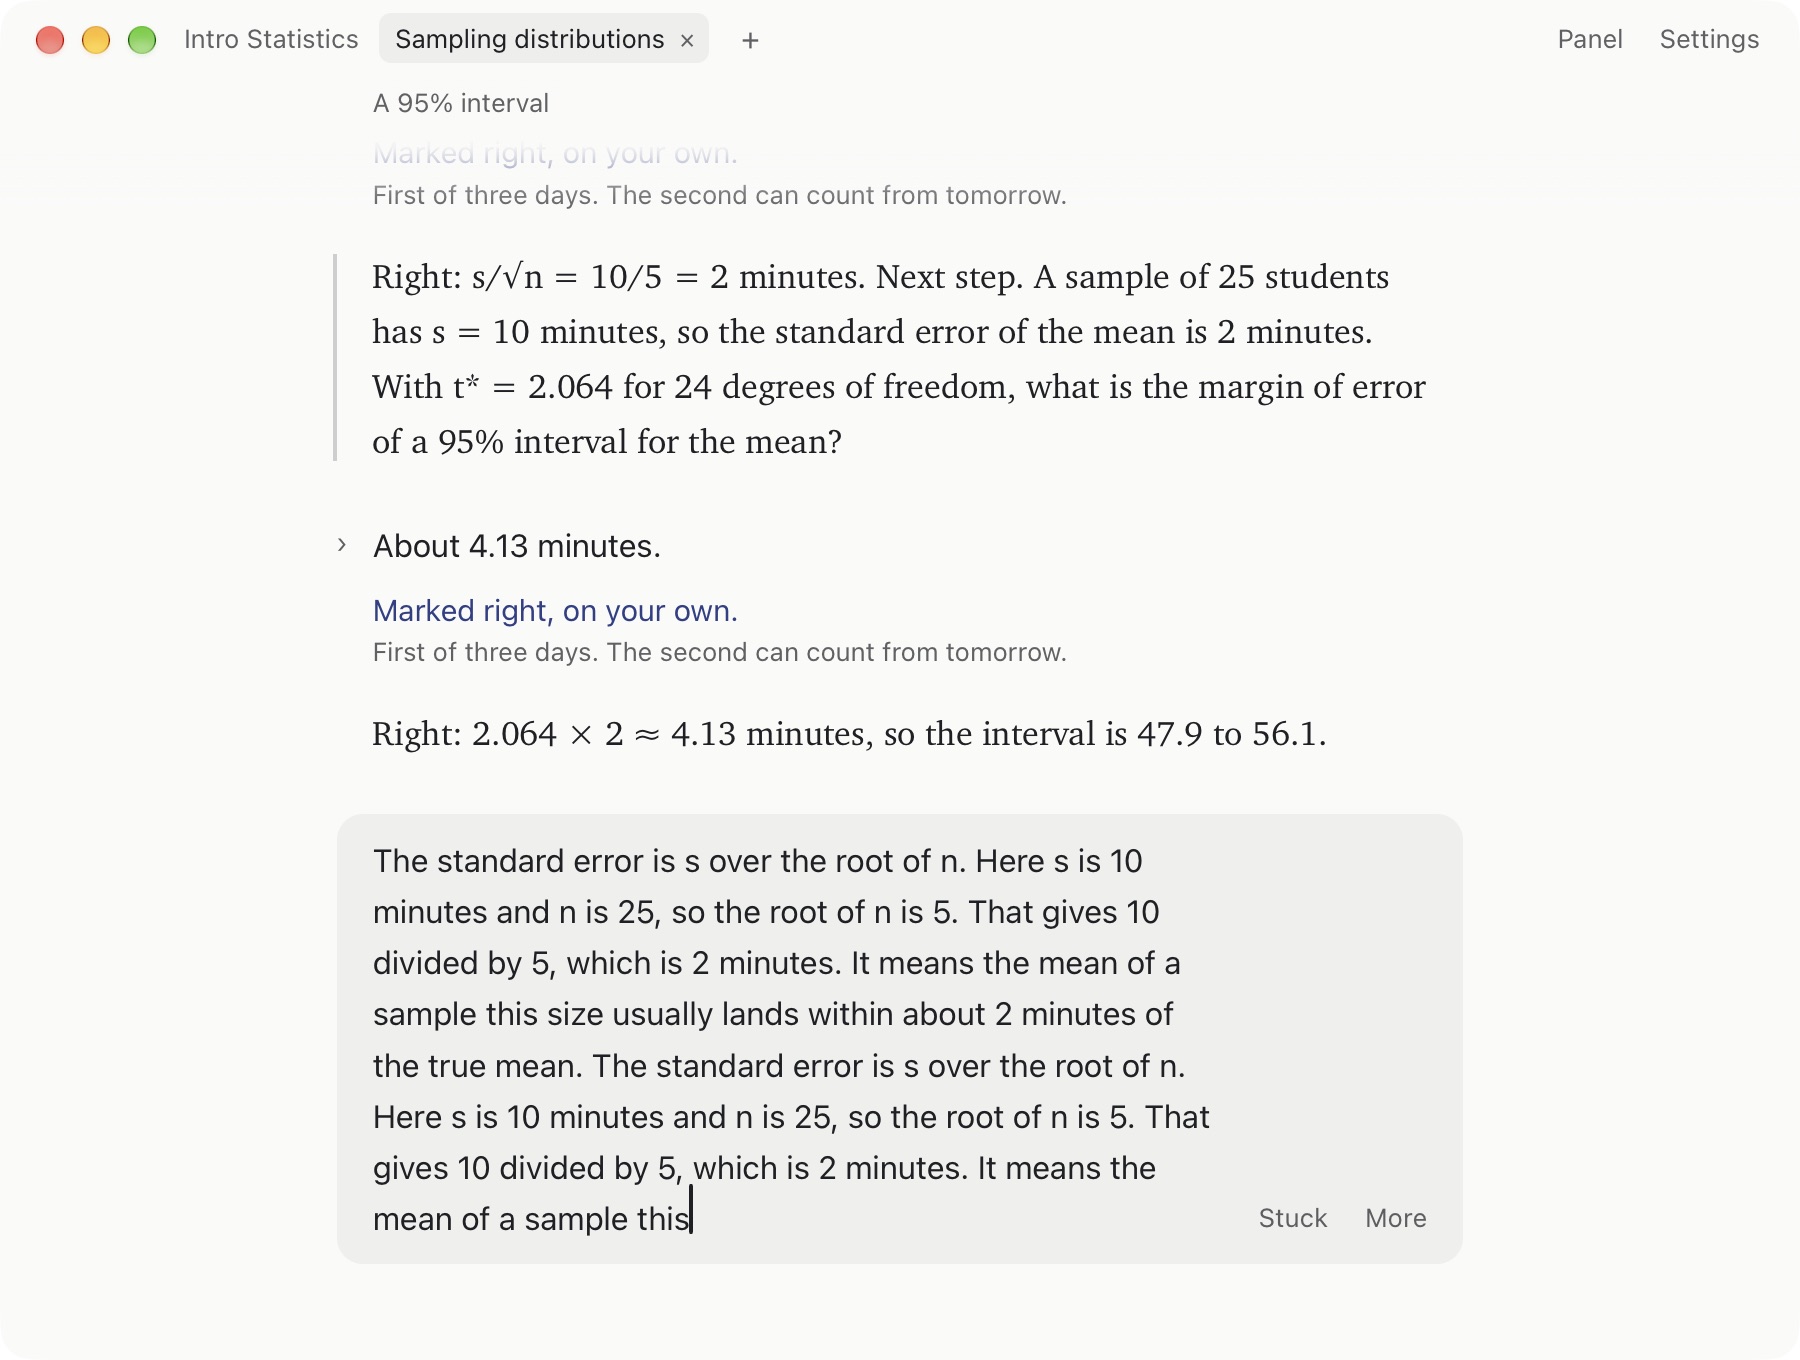 Intro Statistics
Sampling distributions ×
+
Panel
Settings
A 95% interval
Marked right, on your own.
First of three days. The second can count from tomorrow.
Right: s/√n = 10/5 = 2 minutes. Next step. A sample of 25 students
has s = 10 minutes, so the standard error of the mean is 2 minutes.
With t* = 2.064 for 24 degrees of freedom, what is the margin of error
of a 95% interval for the mean?
› About 4.13 minutes.
Marked right, on your own.
First of three days. The second can count from tomorrow.
Right: 2.064 × 2 ≈ 4.13 minutes, so the interval is 47.9 to 56.1.
The standard error is s over the root of n. Here s is 10
minutes and n is 25, so the root of n is 5. That gives 10
divided by 5, which is 2 minutes. It means the mean of a
sample this size usually lands within about 2 minutes of
the true mean. The standard error is s over the root of n.
Here s is 10 minutes and n is 25, so the root of n is 5. That
gives 10 divided by 5, which is 2 minutes. It means the
mean of a sample this
Stuck
More